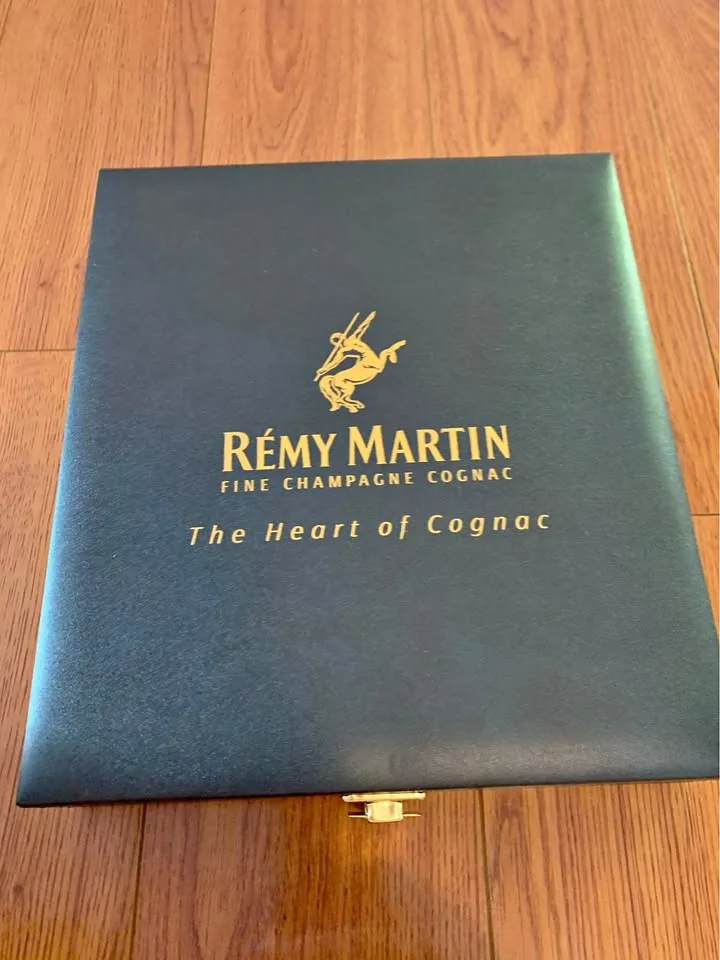 RÉMY MARTIN
FINE CHAMPAGNE COGNAC
The Heart of Cognac